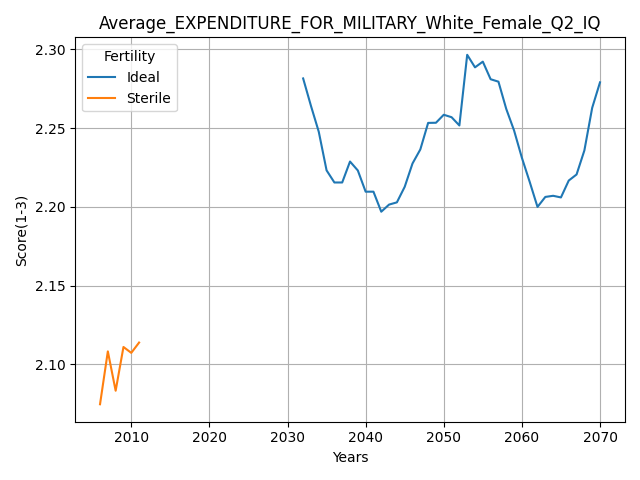 Average_EXPENDITURE_FOR_MILITARY_White_Female_Q2_IQ
Fertility
Ideal
Sterile
Score(1-3)
2.30
2.25
2.20
2.15
2.10
2010 2020 2030 2040 2050 2060 2070
Years